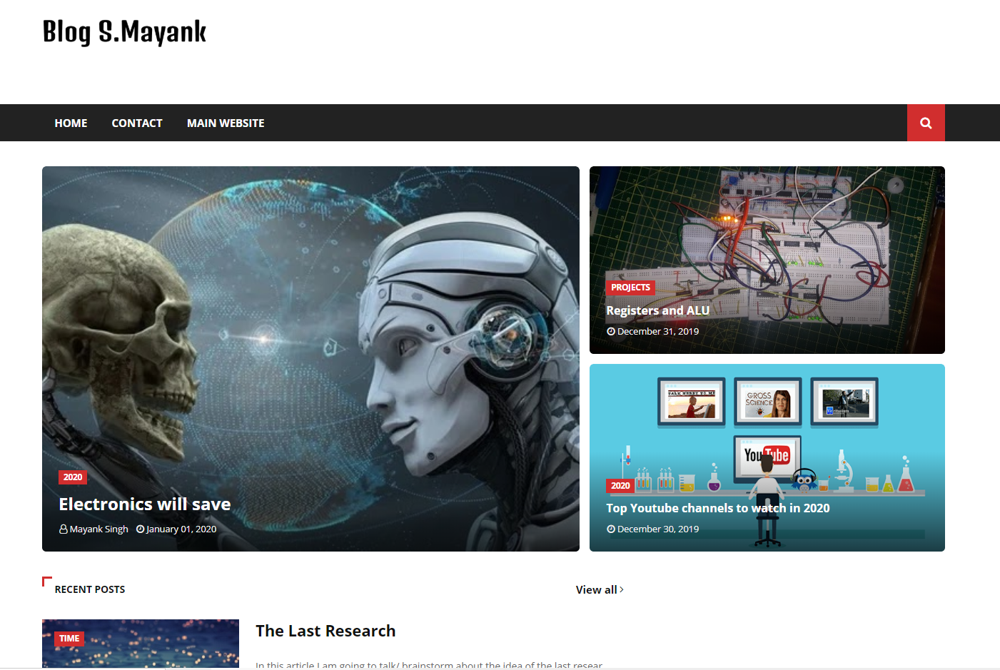 Blog S.Mayank
HOME CONTACT MAIN WEBSITE
2020
Electronics will save
Mayank Singh January 01, 2020
PROJECTS
Registers and ALU
December 31, 2019
TALK NERDY TO ME
GROSS
SCIENCE
Veritasium
YouTube
2020
Top Youtube channels to watch in 2020
December 30, 2019
RECENT POSTS
View all
TIME
The Last Research
In this article I am going to talk/ brainstorm about the idea of the last resear